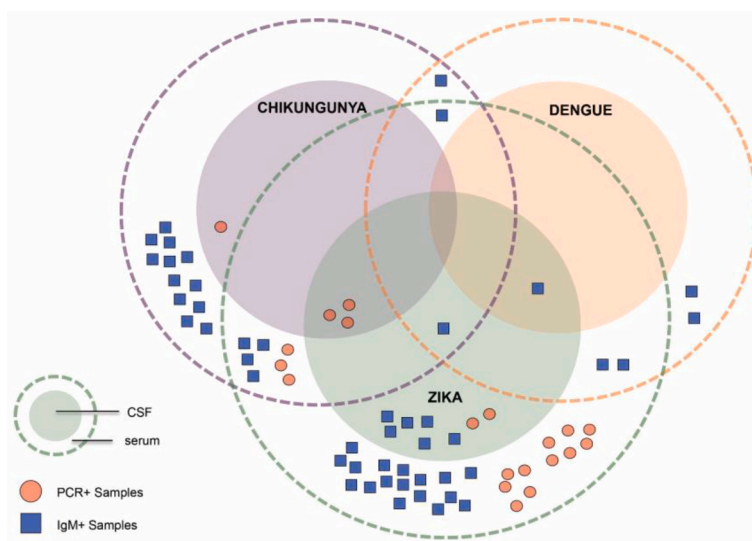 CHIKUNGUNYA
DENGUE
ZIKA
CSF
serum
PCR+ Samples
IgM+ Samples